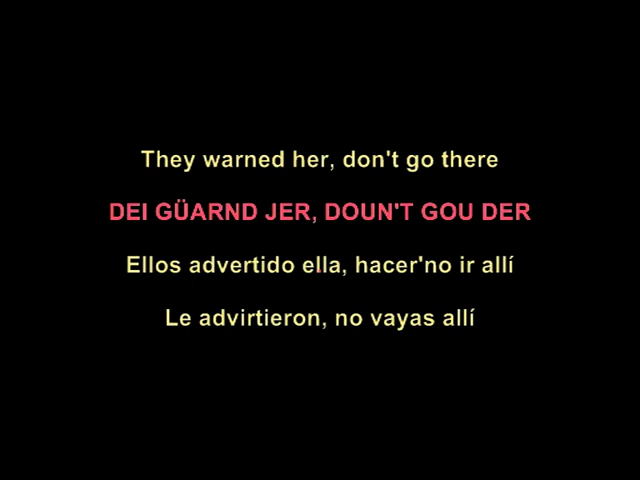 They warned her, don't go there
DEI GÜARND JER, DOUN'T GOU DER
Ellos advertido ella, hacer'no ir allí
Le advirtieron, no vayas allí